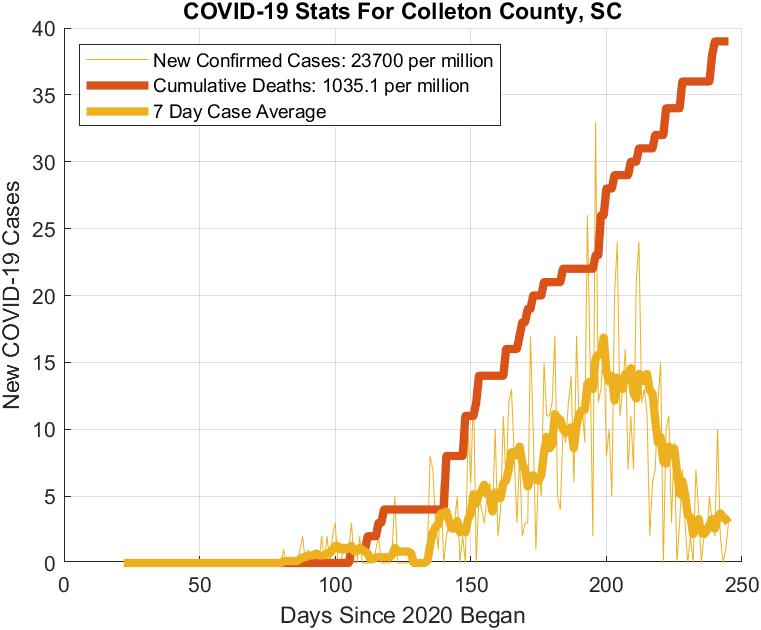 COVID-19 Stats For Colleton County, SC
New Confirmed Cases: 23700 per million
Cumulative Deaths: 1035.1 per million
7 Day Case Average
New COVID-19 Cases
40
35
30
25
20
15
10
5
0
0 50 100 150 200 250
Days Since 2020 Began